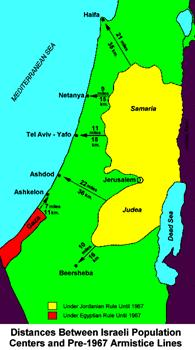 Haifa
MEDITERRANEAN SEA
21 miles
35 km.
Netanya
9 miles
15 km.
Samaria
Tel Aviv - Yafo
11 miles
18 km.
Ashdod
22 miles
36 km.
Jerusalem
Ashkelon
7 miles
11 km.
Gaza
Judea
Dead Sea
10 miles
16 km.
Beersheba
Under Jordanian Rule Until 1967
Under Egyptian Rule Until 1967
Distances Between Israeli Population
Centers and Pre-1967 Armistice Lines